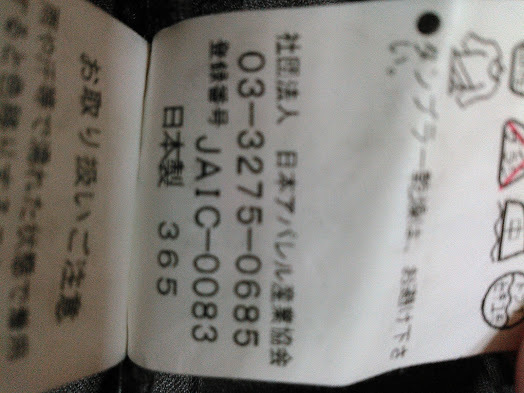 ●タンブラー乾燥は、お避け下さ
い。
社団法人 日本アパレル産業協会
03-3275-0685
登録番号 JAIC-0083
日本製 365
お取り扱いご注意